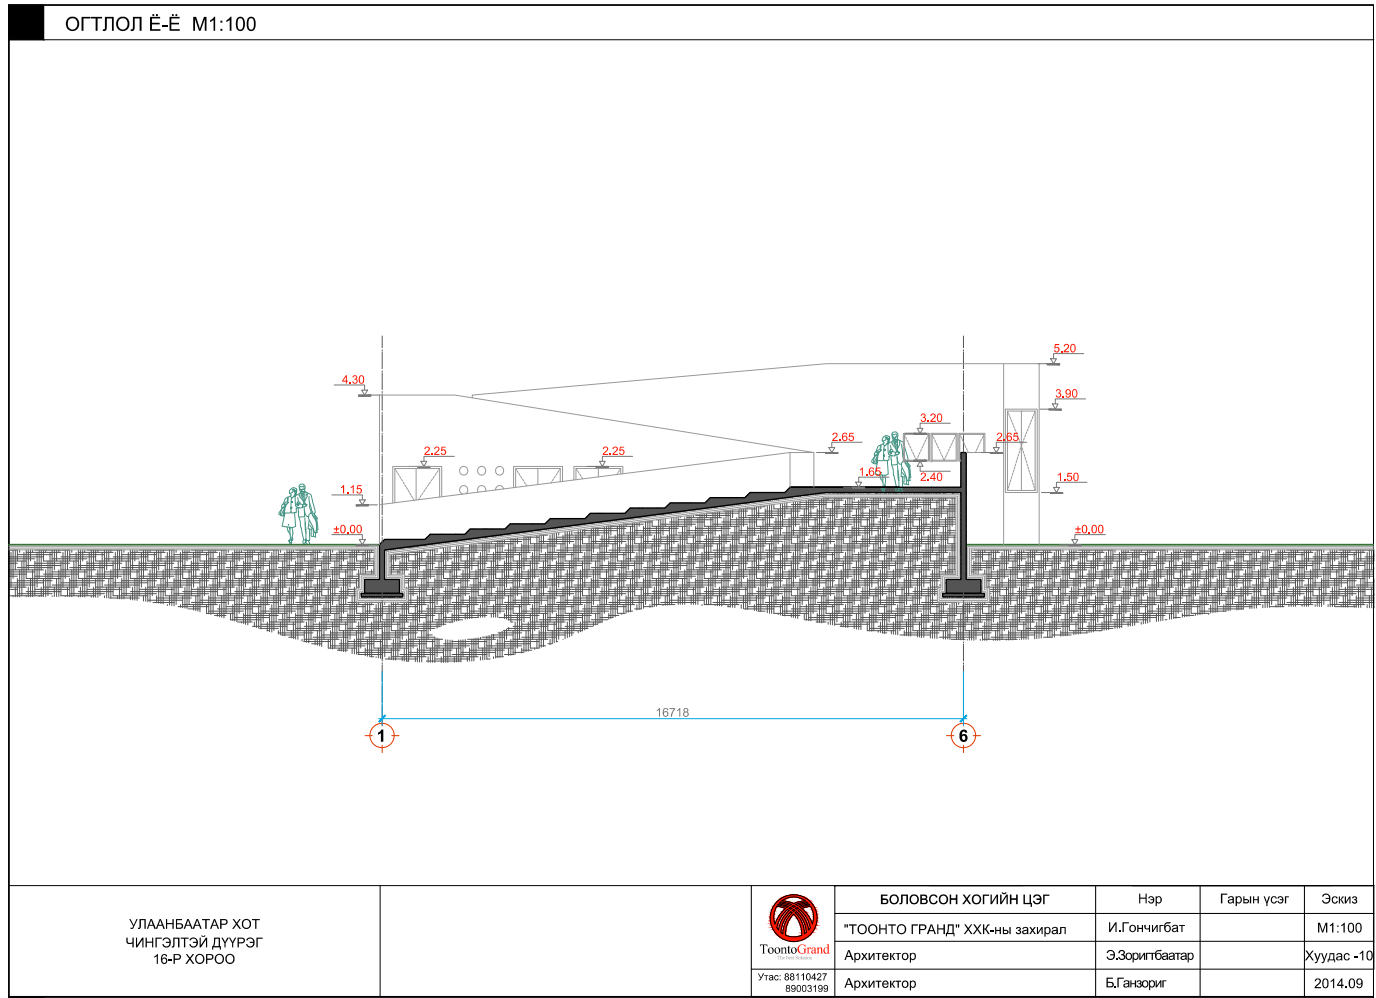 ОГТЛОЛ Ё-Ё M1:100
5.20
4.30
3.90
3.20
2.65
2.65
2.25
2.25
1.65
2.40
1.50
1.15
±0,00
±0,00
16718
1
6
УЛААНБААТАР ХОТ
ЧИНГЭЛТЭЙ ДҮҮРЭГ
16-Р ХОРОО
ToontoGrand
Утас: 88110427
89003199
БОЛОВСОН ХОГИЙН ЦЭГ
Нэр
Гарын үсэг
Эскиз
"ТООНТО ГРАНД" ХХК-ны захирал
И.Гончигбат
M1:100
Архитектор
Э.Зоригтбаатар
Хуудас -10
Архитектор
Б.Ганзориг
2014.09